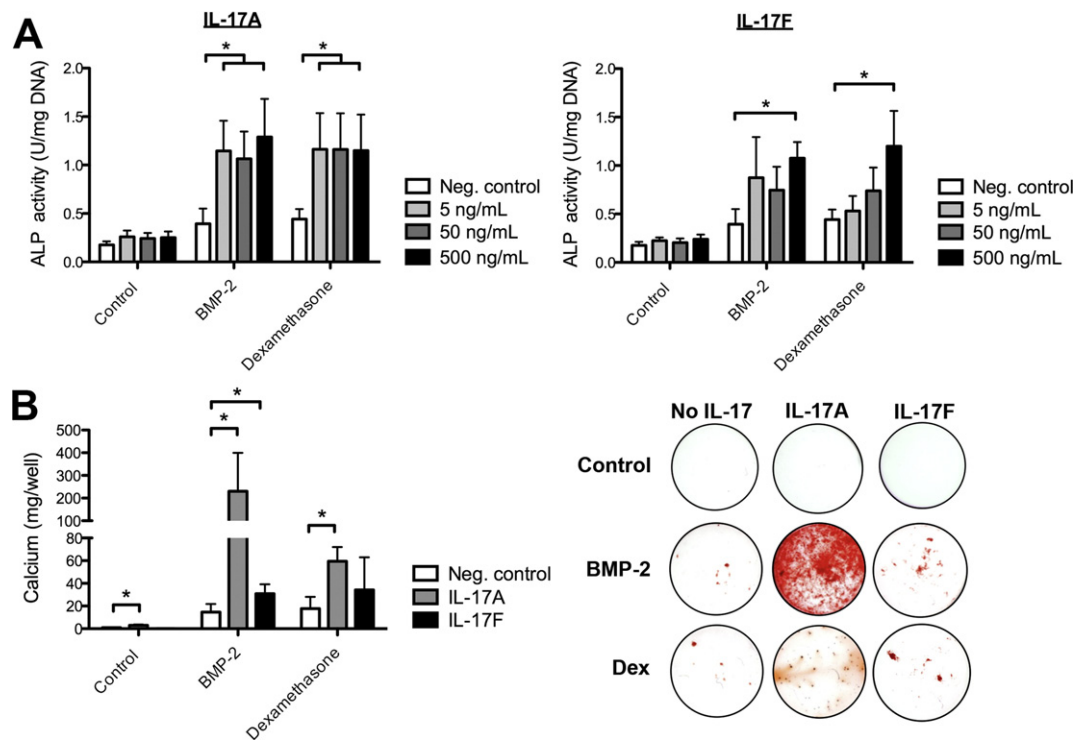 A
IL-17A
ALP activity (U/mg DNA)
2.0
1.5
1.0
0.5
0.0
*
*
Control
BMP-2
Dexamethasone
Neg. control
5 ng/mL
50 ng/mL
500 ng/mL
IL-17F
ALP activity (U/mg DNA)
2.0
1.5
1.0
0.5
0.0
*
*
Control
BMP-2
Dexamethasone
Neg. control
5 ng/mL
50 ng/mL
500 ng/mL
B
Calcium (mg/well)
500
400
300
200
100
80
60
40
20
0
*
*
*
*
Control
BMP-2
Dexamethasone
Neg. control
IL-17A
IL-17F
No IL-17 IL-17A IL-17F
Control
BMP-2
Dex